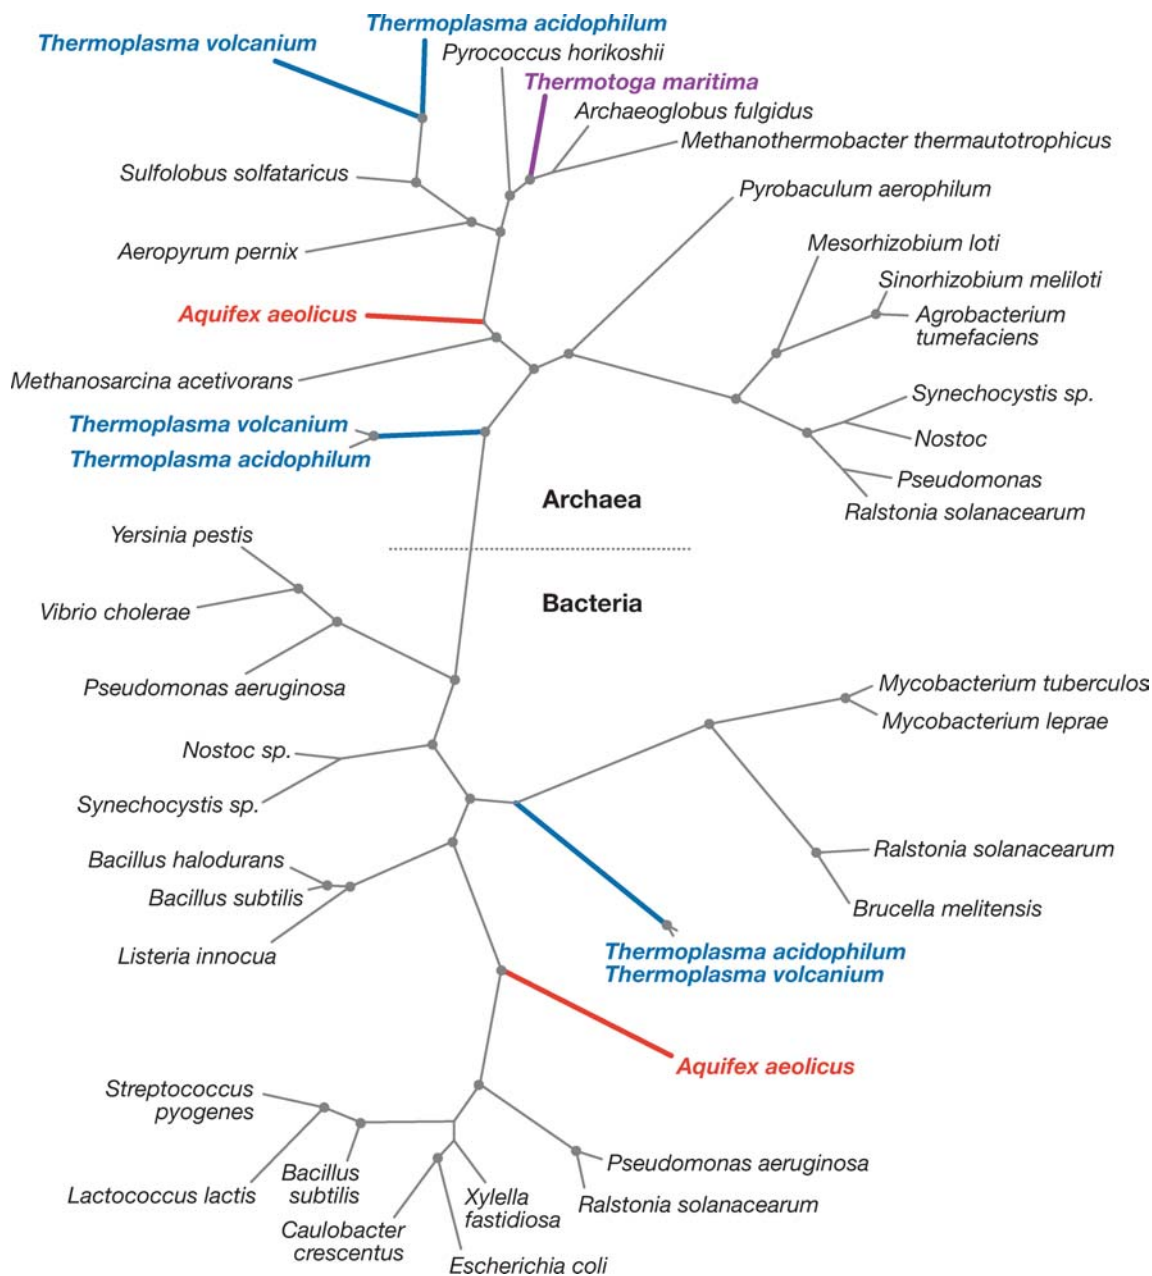 Thermoplasma acidophilum
Thermoplasma volcanium
Pyrococcus horikoshii
Thermotoga maritima
Archaeoglobus fulgidus
Methanothermobacter thermautotrophicus
Sulfolobus solfataricus
Pyrobaculum aerophilum
Aeropyrum pernix
Mesorhizobium loti
Sinorhizobium meliloti
Aquifex aeolicus
Agrobacterium
tumefaciens
Methanosarcina acetivorans
Synechocystis sp.
Thermoplasma volcanium
Nostoc
Thermoplasma acidophilum
Pseudomonas
Archaea
Ralstonia solanacearum
Yersinia pestis
Bacteria
Vibrio cholerae
Pseudomonas aeruginosa
Mycobacterium tuberculos
Mycobacterium leprae
Nostoc sp.
Synechocystis sp.
Bacillus halodurans
Ralstonia solanacearum
Bacillus subtilis
Brucella melitensis
Listeria innocua
Thermoplasma acidophilum
Thermoplasma volcanium
Aquifex aeolicus
Streptococcus
pyogenes
Pseudomonas aeruginosa
Bacillus
subtilis
Lactococcus lactis
Xylella
fastidiosa
Ralstonia solanacearum
Caulobacter
crescentus
Escherichia coli